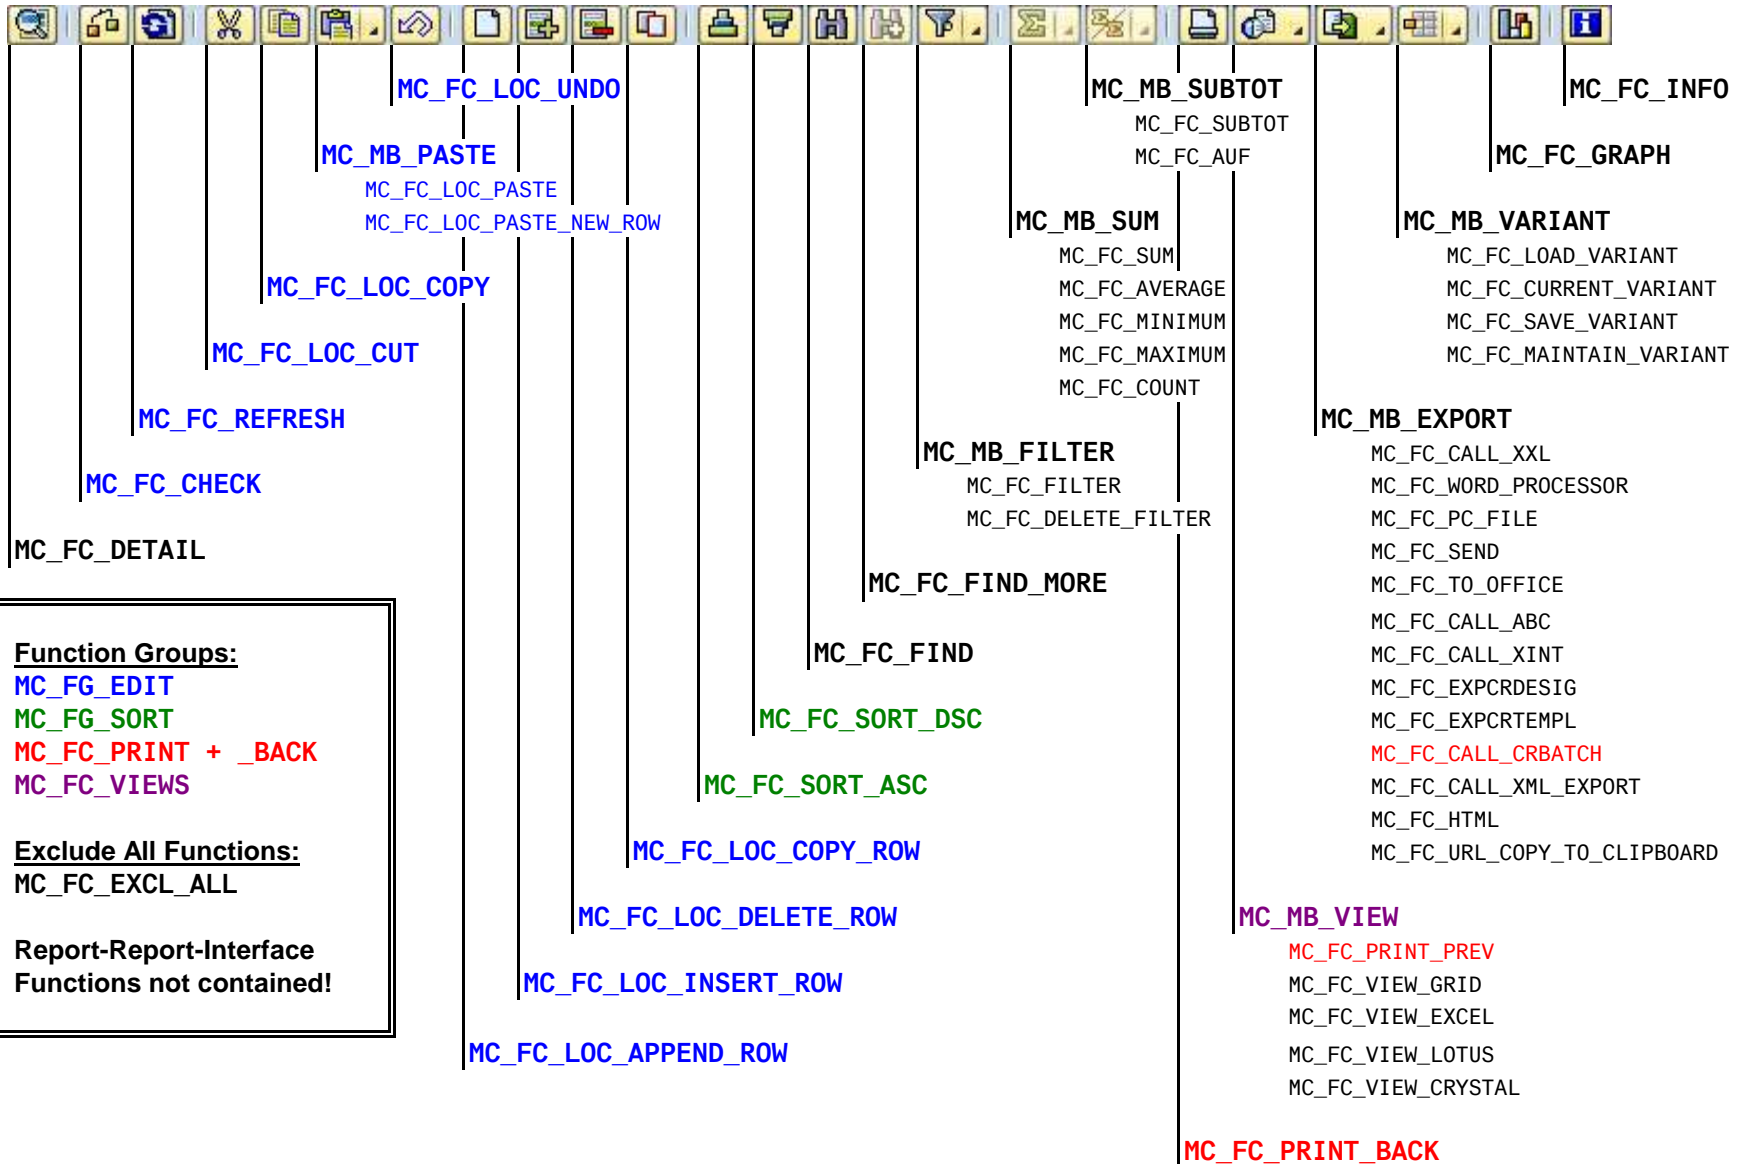 MC_FC_LOC_UNDO
MC_MB_SUBTOT
MC_FC_INFO
MC_FC_SUBTOT
MC_MB_PASTE
MC_FC_AUF
MC_FC_GRAPH
MC_FC_LOC_PASTE
MC_FC_LOC_PASTE_NEW_ROW
MC_MB_SUM
MC_MB_VARIANT
MC_FC_SUM
MC_FC_LOAD_VARIANT
MC_FC_LOC_COPY
MC_FC_AVERAGE
MC_FC_CURRENT_VARIANT
MC_FC_MINIMUM
MC_FC_SAVE_VARIANT
MC_FC_LOC_CUT
MC_FC_MAXIMUM
MC_FC_MAINTAIN_VARIANT
MC_FC_COUNT
MC_FC_REFRESH
MC_MB_EXPORT
MC_MB_FILTER
MC_FC_CALL_XXL
MC_FC_CHECK
MC_FC_FILTER
MC_FC_WORD_PROCESSOR
MC_FC_DELETE_FILTER
MC_FC_PC_FILE
MC_FC_DETAIL
MC_FC_SEND
MC_FC_FIND_MORE
MC_FC_TO_OFFICE
MC_FC_CALL_ABC
Function Groups:
MC_FC_FIND
MC_FC_CALL_XINT
MC_FG_EDIT
MC_FC_EXPCRDESIG
MC_FG_SORT
MC_FC_SORT_DSC
MC_FC_EXPCRTEMPL
MC_FC_PRINT + _BACK
MC_FC_CALL_CRBATCH
MC_FC_VIEWS
MC_FC_SORT_ASC
MC_FC_CALL_XML_EXPORT
MC_FC_HTML
Exclude All Functions:
MC_FC_LOC_COPY_ROW
MC_FC_URL_COPY_TO_CLIPBOARD
MC_FC_EXCL_ALL
MC_FC_LOC_DELETE_ROW
MC_MB_VIEW
Report-Report-Interface
MC_FC_PRINT_PREV
Functions not contained!
MC_FC_LOC_INSERT_ROW
MC_FC_VIEW_GRID
MC_FC_VIEW_EXCEL
MC_FC_LOC_APPEND_ROW
MC_FC_VIEW_LOTUS
MC_FC_VIEW_CRYSTAL
MC_FC_PRINT_BACK